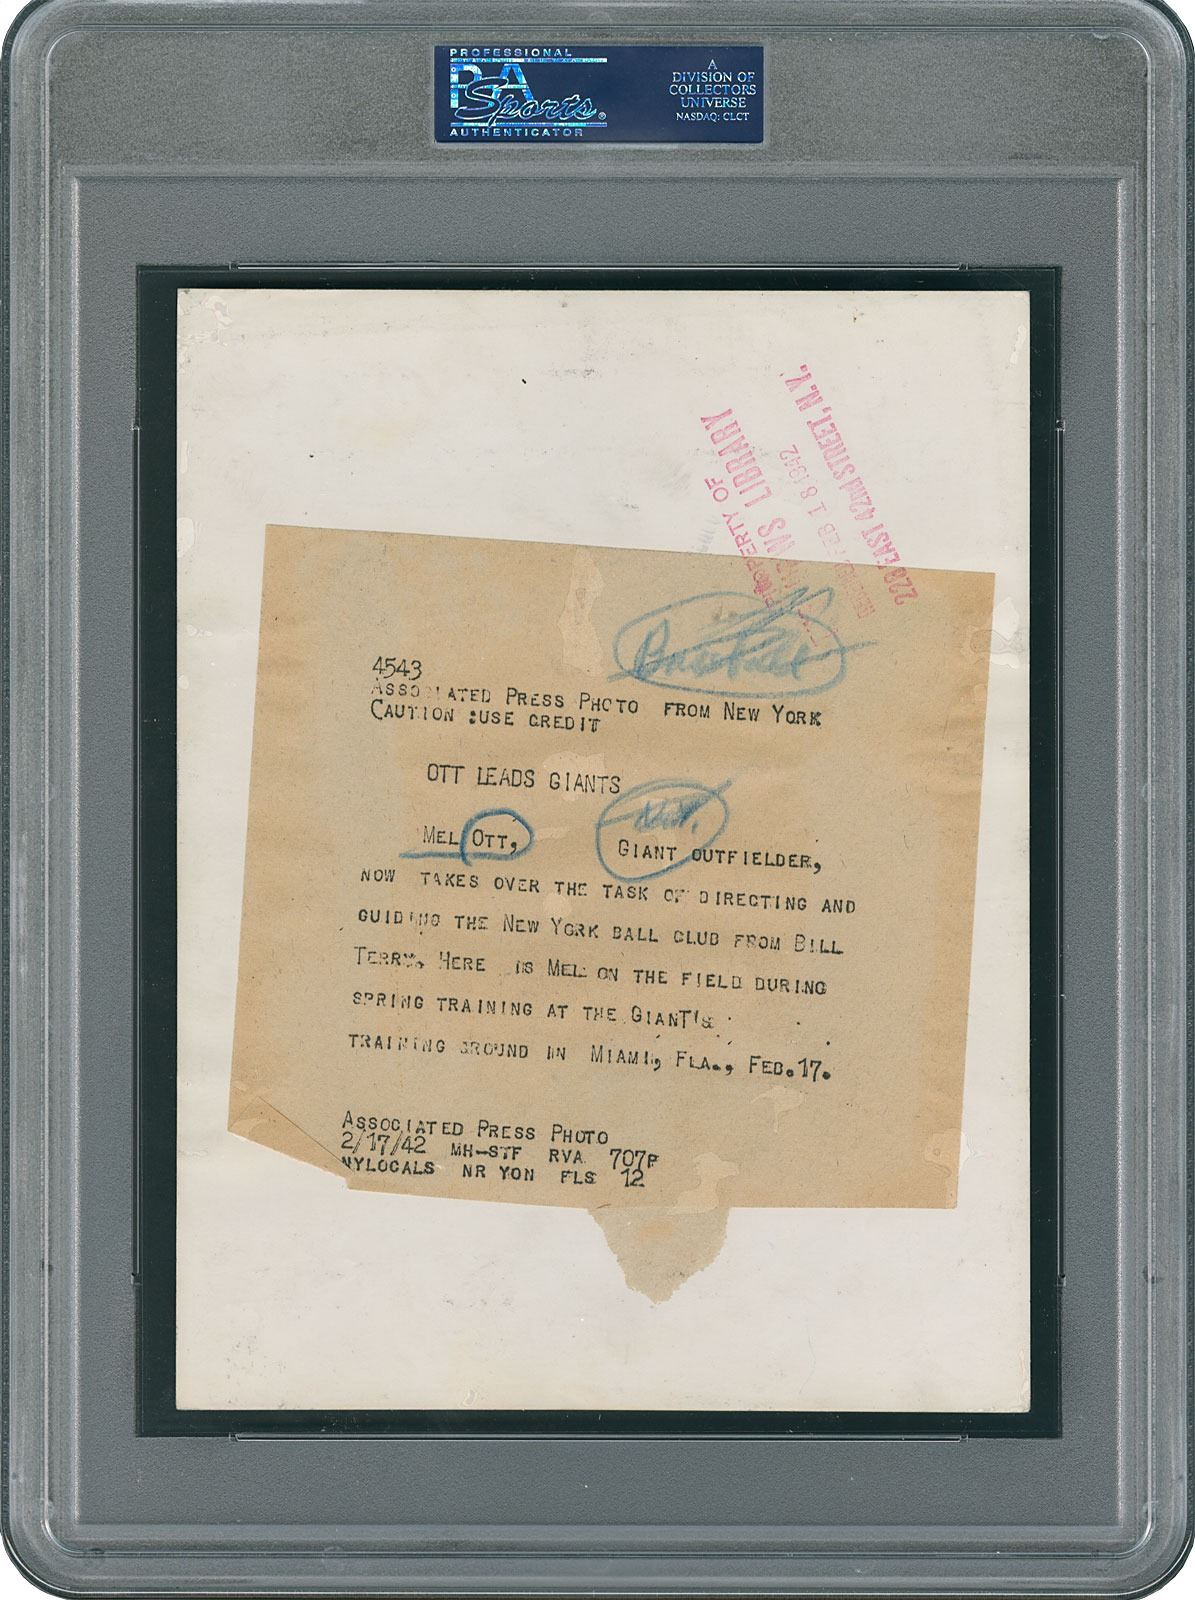 PROFESSIONAL
PSA
Sports®
AUTHENTICATOR
A
DIVISION OF
COLLECTORS
UNIVERSE
NASDAQ: CLCT
PROPERTY OF
NEWS LIBRARY
FEB 18 1942
228 EAST 42nd STREET, N.Y.
Baseball
4543
ASSOCIATED PRESS PHOTO FROM NEW YORK
CAUTION :USE CREDIT
OTT LEADS GIANTS
MEL OTT, GIANT OUTFIELDER,
NOW TAKES OVER THE TASK OF DIRECTING AND
GUIDING THE NEW YORK BALL CLUB FROM BILL
TERRY. HERE IS MEL ON THE FIELD DURING
SPRING TRAINING AT THE GIANT'S
TRAINING GROUND IN MIAMI, FLA., FEB.17.
ASSOCIATED PRESS PHOTO
2/17/42 MH-STF RVA 707P
NYLOCALS NR YON FLS 12